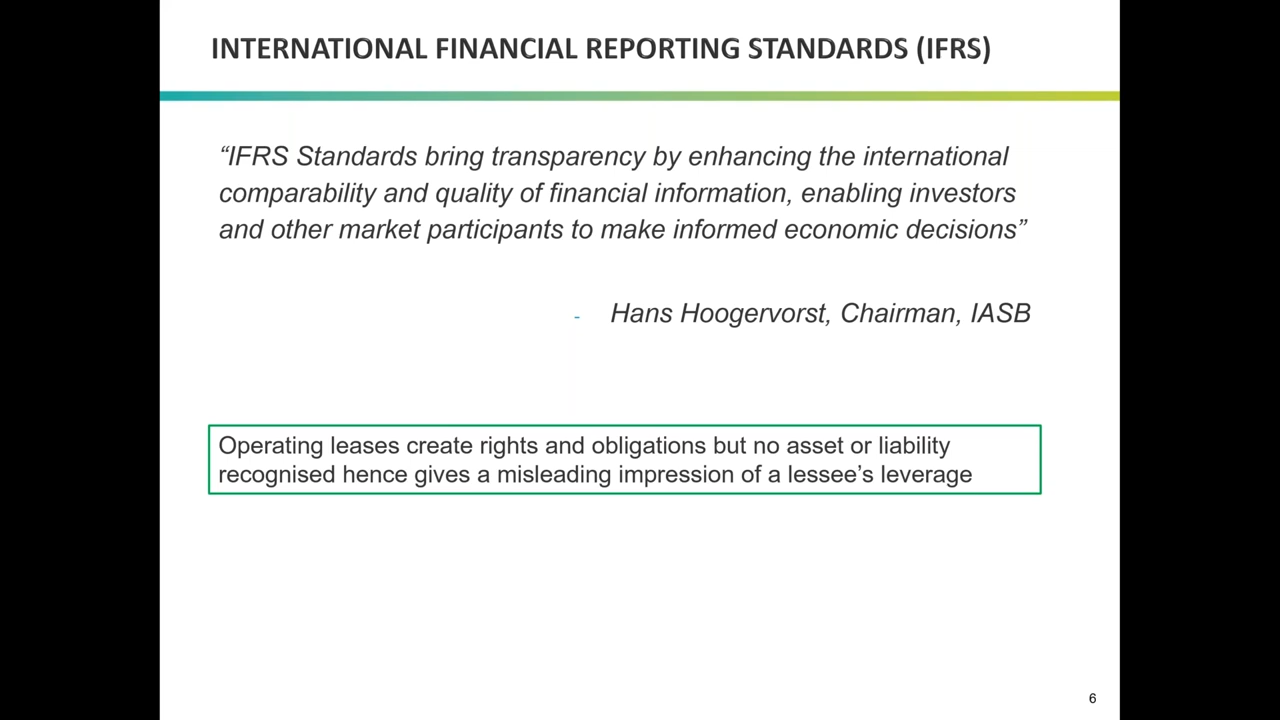 INTERNATIONAL FINANCIAL REPORTING STANDARDS (IFRS)
“IFRS Standards bring transparency by enhancing the international
comparability and quality of financial information, enabling investors
and other market participants to make informed economic decisions”
- Hans Hoogervorst, Chairman, IASB
Operating leases create rights and obligations but no asset or liability
recognised hence gives a misleading impression of a lessee’s leverage
6